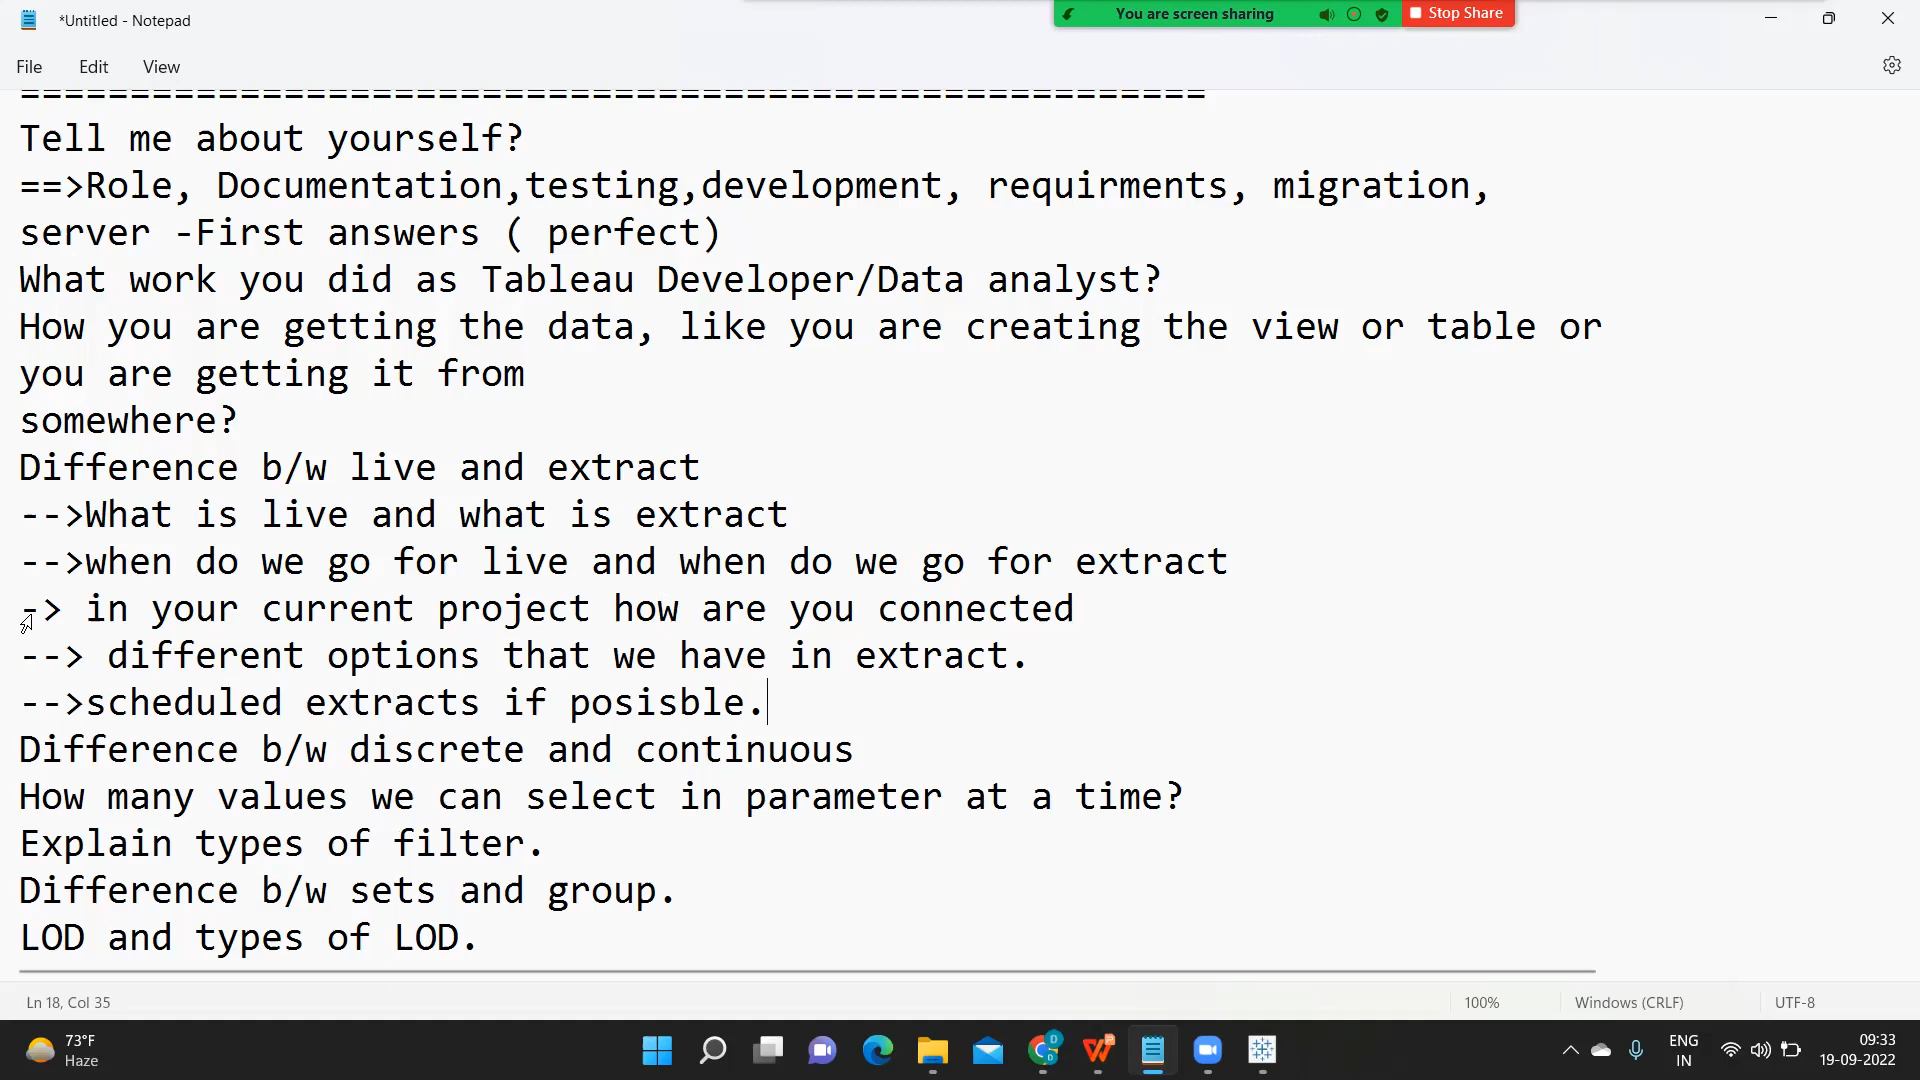 *Untitled - Notepad
You are screen sharing
Stop Share
File Edit View
======================================================
Tell me about yourself?
==>Role, Documentation,testing,development, requirments, migration,
server -First answers ( perfect)
What work you did as Tableau Developer/Data analyst?
How you are getting the data, like you are creating the view or table or
you are getting it from
somewhere?
Difference b/w live and extract
-->What is live and what is extract
-->when do we go for live and when do we go for extract
-> in your current project how are you connected
--> different options that we have in extract.
-->scheduled extracts if posisble.
Difference b/w discrete and continuous
How many values we can select in parameter at a time?
Explain types of filter.
Difference b/w sets and group.
LOD and types of LOD.
Ln 18, Col 35 100% Windows (CRLF) UTF-8
73°F
Haze
ENG
IN
09:33
19-09-2022